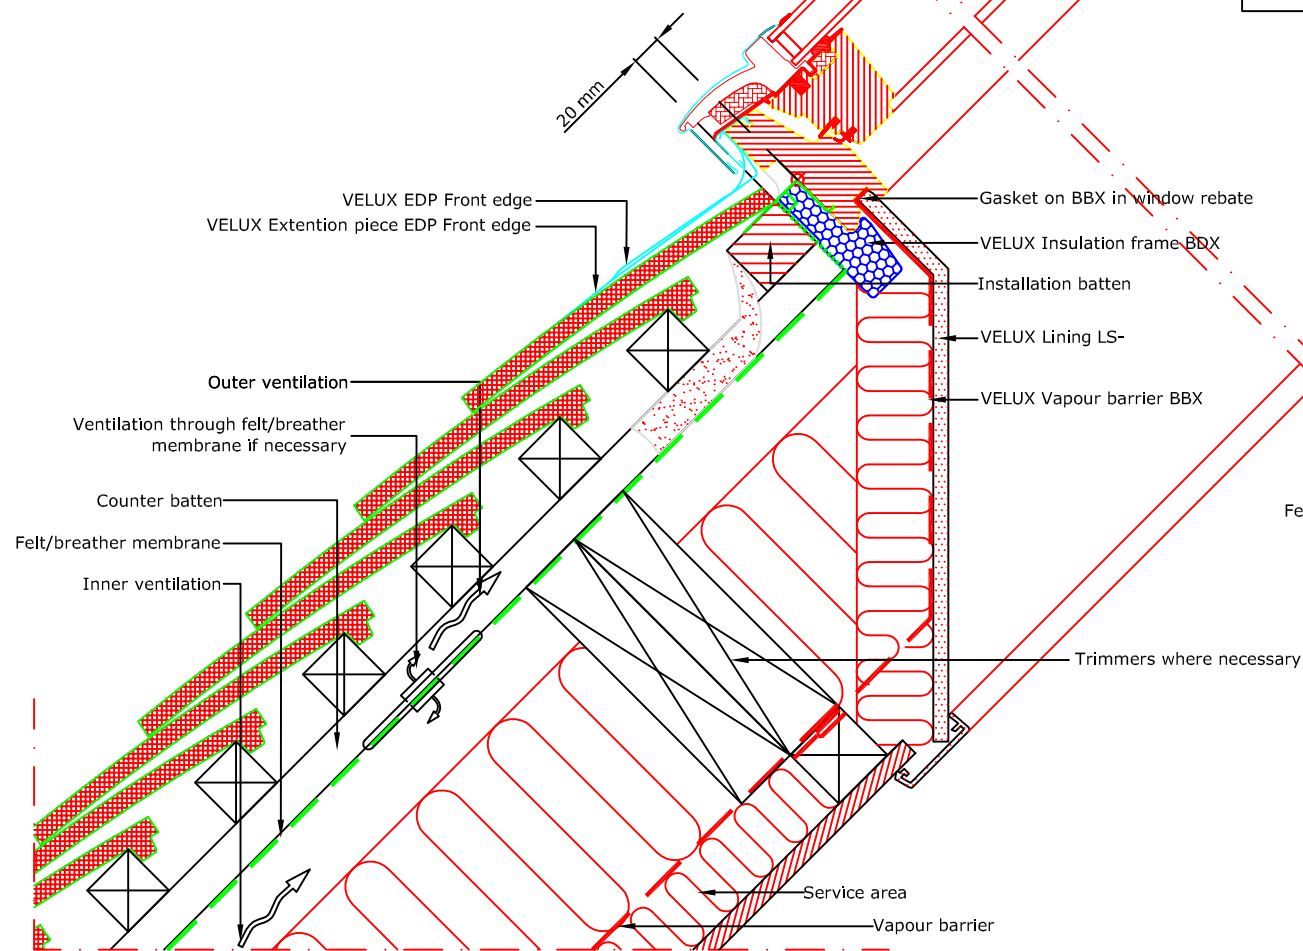 20 mm
VELUX EDP Front edge
VELUX Extention piece EDP Front edge
Gasket on BBX in window rebate
VELUX Insulation frame BDX
Installation batten
VELUX Lining LS-
Outer ventilation
VELUX Vapour barrier BBX
Ventilation through felt/breather
membrane if necessary
Counter batten
Fe
Felt/breather membrane
Inner ventilation
Trimmers where necessary
Service area
Vapour barrier